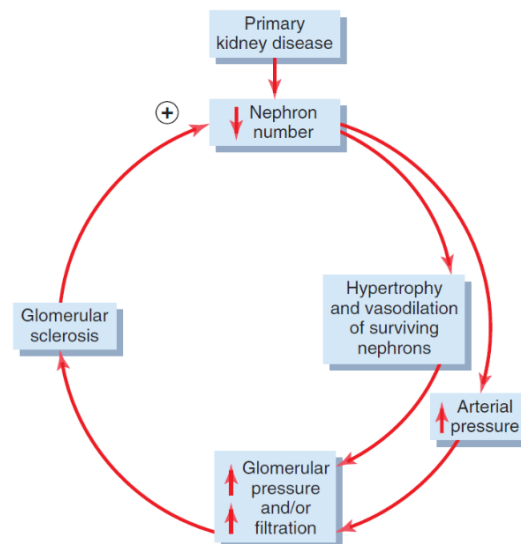 Primary
kidney disease
+
Nephron
number
Hypertrophy
and vasodilation
of surviving
nephrons
Glomerular
sclerosis
Arterial
pressure
Glomerular
pressure
and/or
filtration